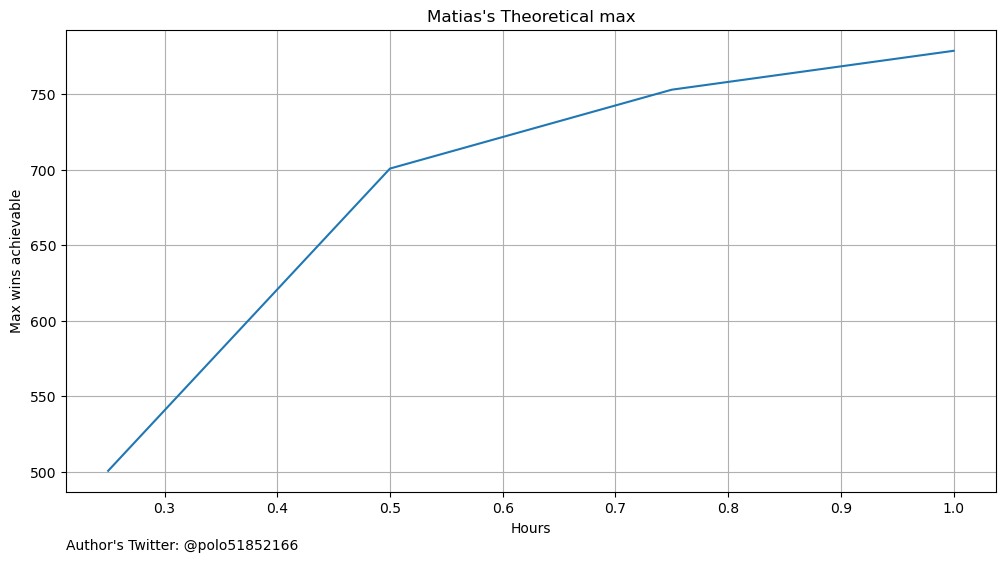 Matias's Theoretical max
Max wins achievable
750
700
650
600
550
500
0.3 0.4 0.5 0.6 0.7 0.8 0.9 1.0
Hours
Author's Twitter: @polo51852166